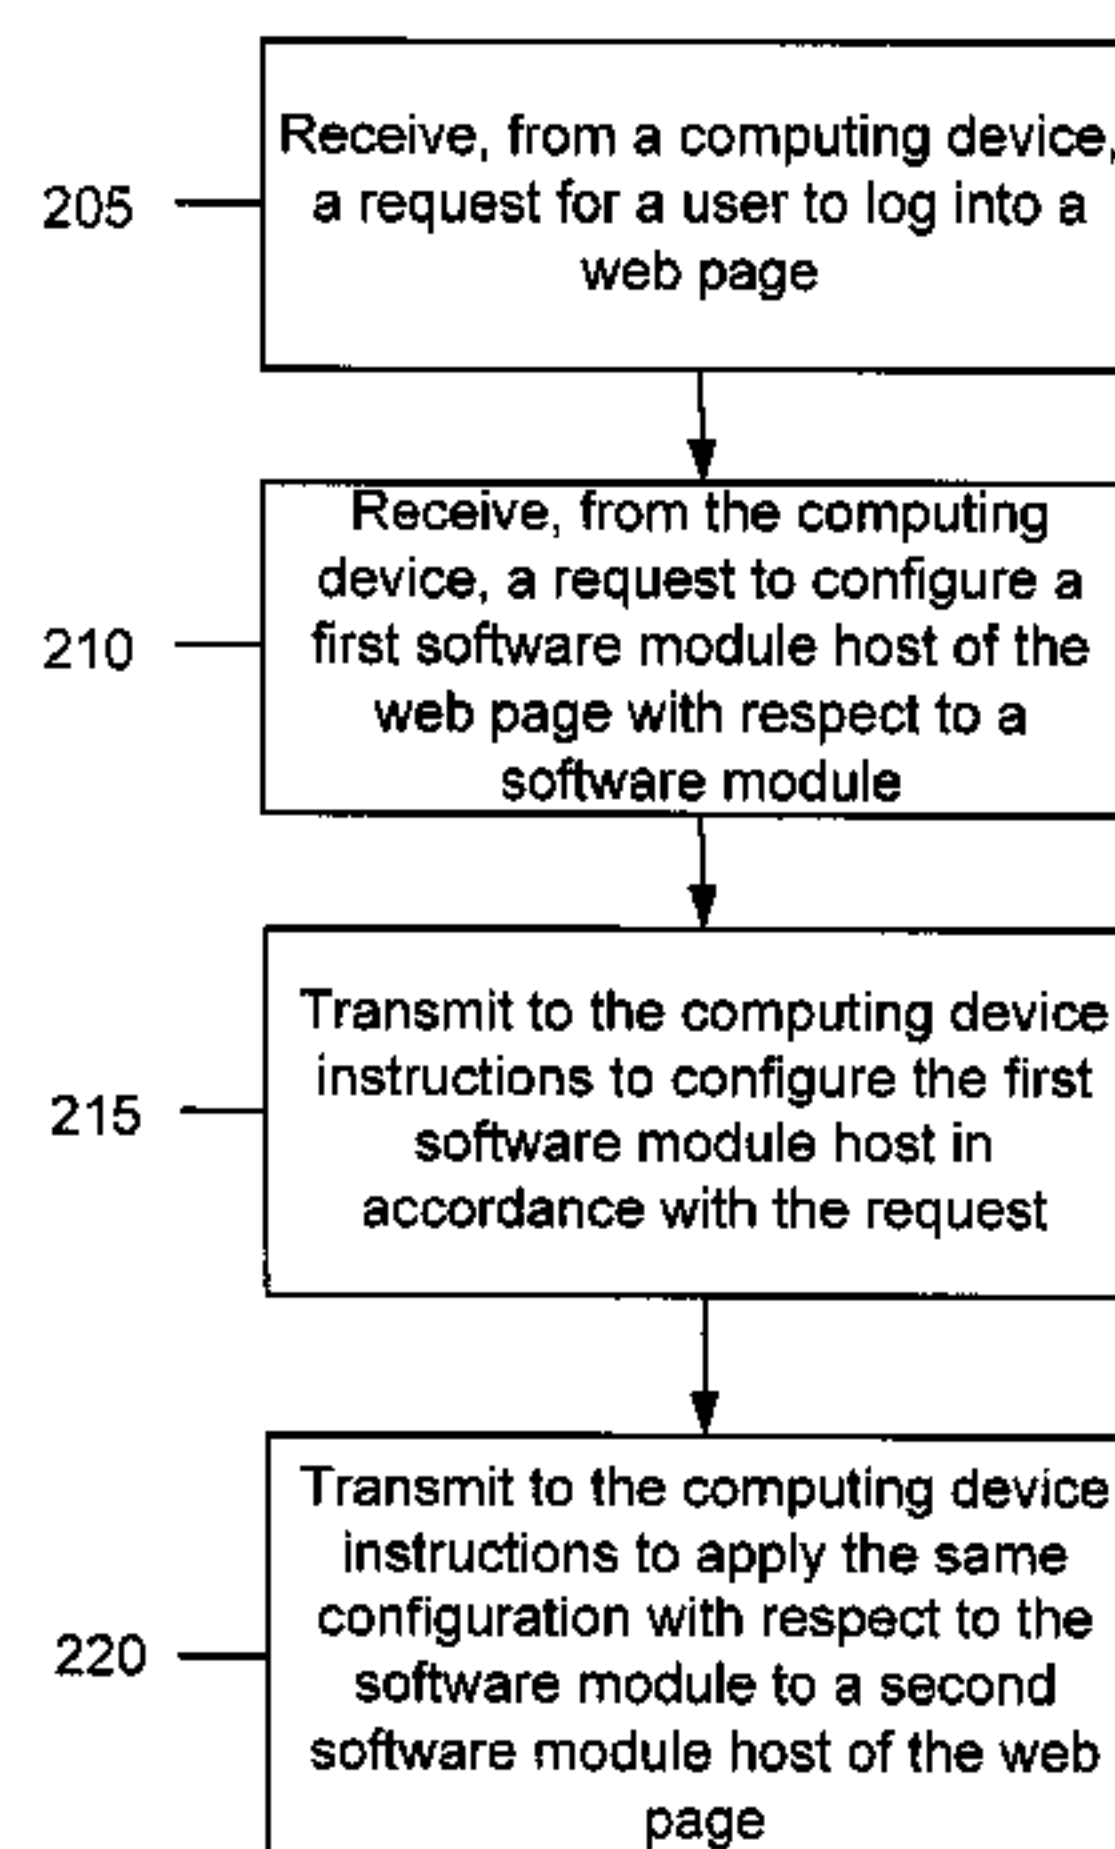 Receive, from a computing device,
205
a request for a user to log into a
web page
Receive, from the computing
device, a request to configure a
210
first software module host of the
web page with respect to a
software module
Transmit to the computing device
instructions to configure the first
215
software module host in
accordance with the request
Transmit to the computing device
instructions to apply the same
configuration with respect to the
220
software module to a second
software module host of the web
page